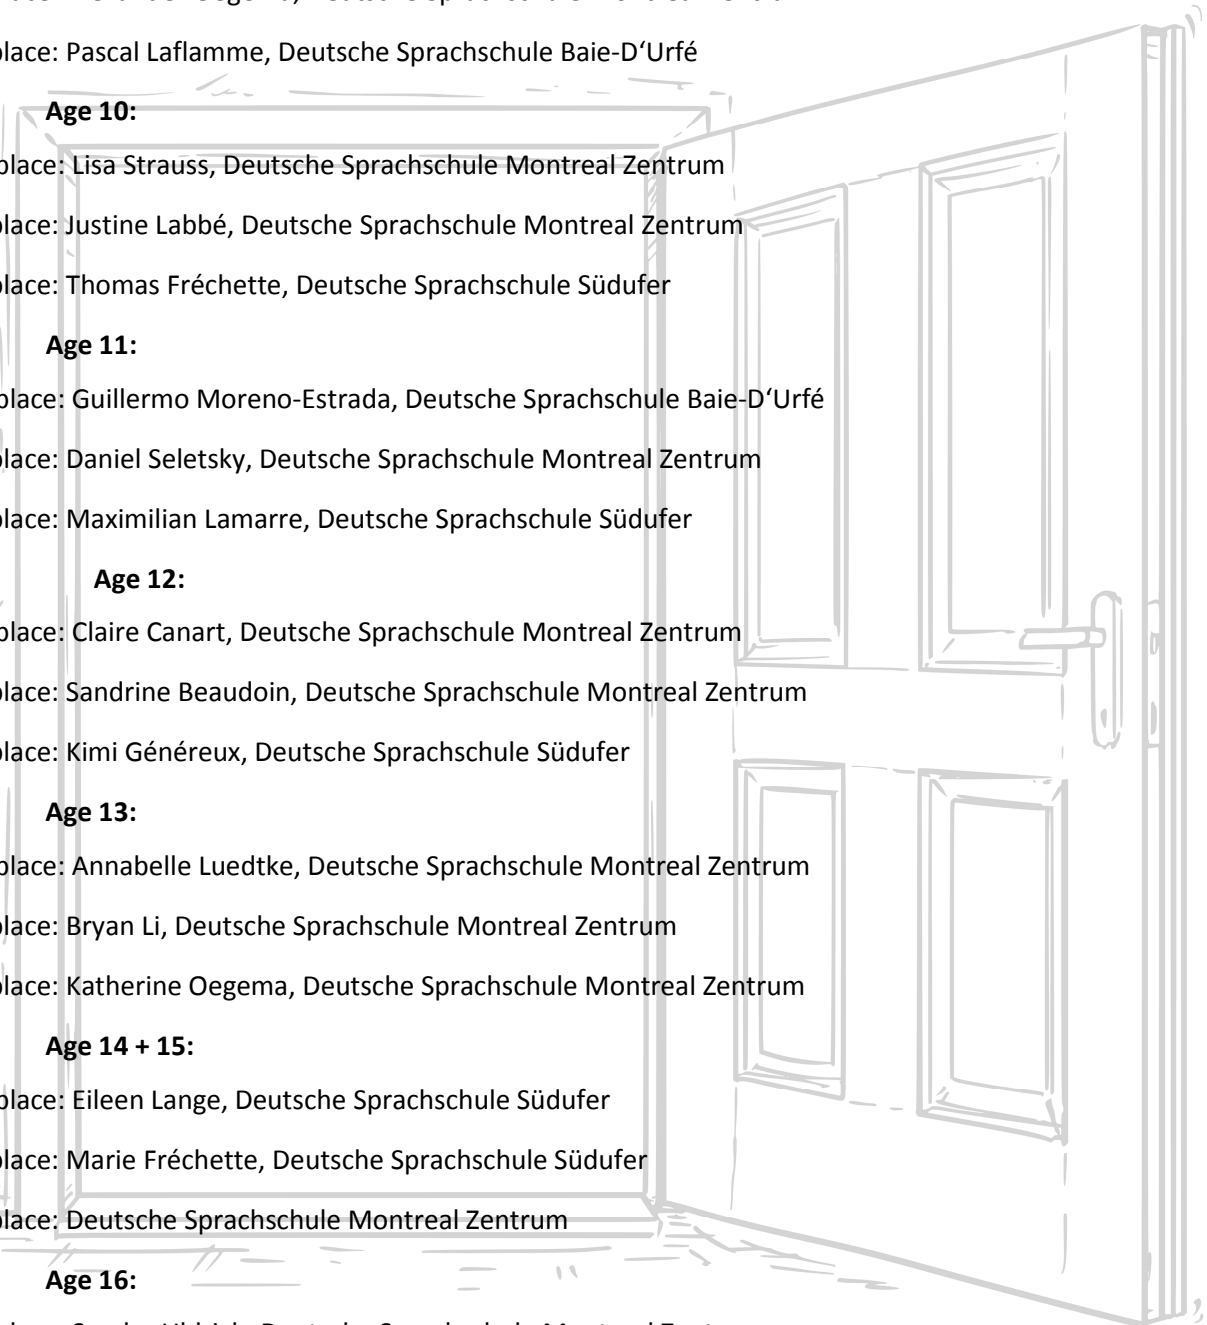 lace: Pascal Laflamme, Deutsche Sprachschule Baie-D‘Urfé
Age 10:
place: Lisa Strauss, Deutsche Sprachschule Montreal Zentrum
place: Justine Labbé, Deutsche Sprachschule Montreal Zentrum
place: Thomas Fréchette, Deutsche Sprachschule Südufer
Age 11:
place: Guillermo Moreno-Estrada, Deutsche Sprachschule Baie-D‘Urfé
place: Daniel Seletsky, Deutsche Sprachschule Montreal Zentrum
place: Maximilian Lamarre, Deutsche Sprachschule Südufer
Age 12:
place: Claire Canart, Deutsche Sprachschule Montreal Zentrum
place: Sandrine Beaudoin, Deutsche Sprachschule Montreal Zentrum
place: Kimi Généreux, Deutsche Sprachschule Südufer
Age 13:
place: Annabelle Luedtke, Deutsche Sprachschule Montreal Zentrum
place: Bryan Li, Deutsche Sprachschule Montreal Zentrum
place: Katherine Oegema, Deutsche Sprachschule Montreal Zentrum
Age 14 + 15:
place: Eileen Lange, Deutsche Sprachschule Südufer
place: Marie Fréchette, Deutsche Sprachschule Südufer
place: Deutsche Sprachschule Montreal Zentrum
Age 16: